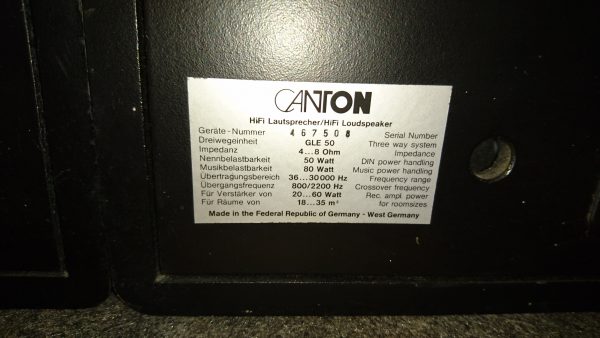 CANTON
HiFi Lautsprecher/HiFi Loudspeaker
Geräte-Nummer 467508 Serial Number
Dreiwegeinheit GLE 50 Three way system
Impedanz 4...8 Ohm Impedance
Nennbelastbarkeit 50 Watt DIN power handling
Musikbelastbarkeit 80 Watt Music power handling
Übertragungsbereich 36...30000 Hz Frequency range
Übergangsfrequenz 800/2200 Hz Crossover frequency
Für Verstärker von 20...60 Watt Rec. ampl. power
Für Räume von 18...35 m² for roomsizes
Made in the Federal Republic of Germany - West Germany